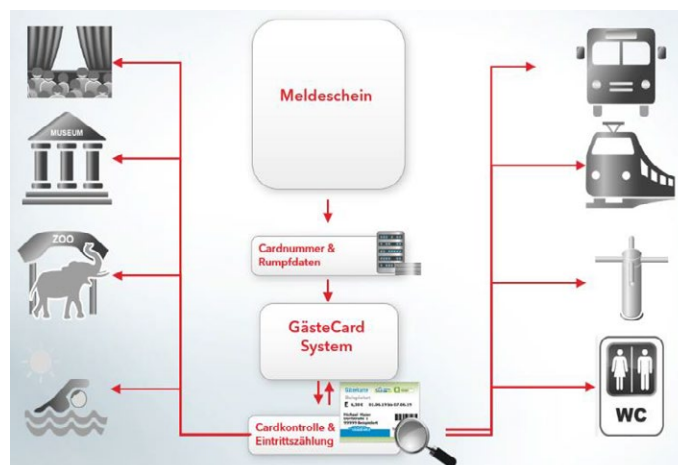 MUSEUM
ZOO
Meldeschein
Cardnummer &
Rumpfdaten
GästeCard
System
Cardkontrolle &
Eintrittszählung
WC